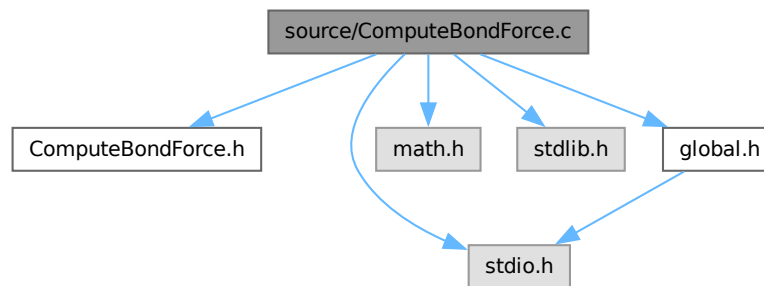 source/ComputeBondForce.c
ComputeBondForce.h
math.h
stdlib.h
global.h
stdio.h